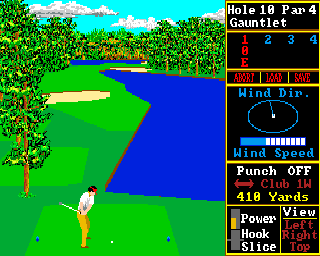 Hole 10 Par 4
Gauntlet
1 2 3 4
0
E
ABORT LOAD SAVE
Wind Dir.
Wind Speed
Punch OFF
Club 1W
410 Yards
Power
Hook
Slice
View
Left
Right
Top